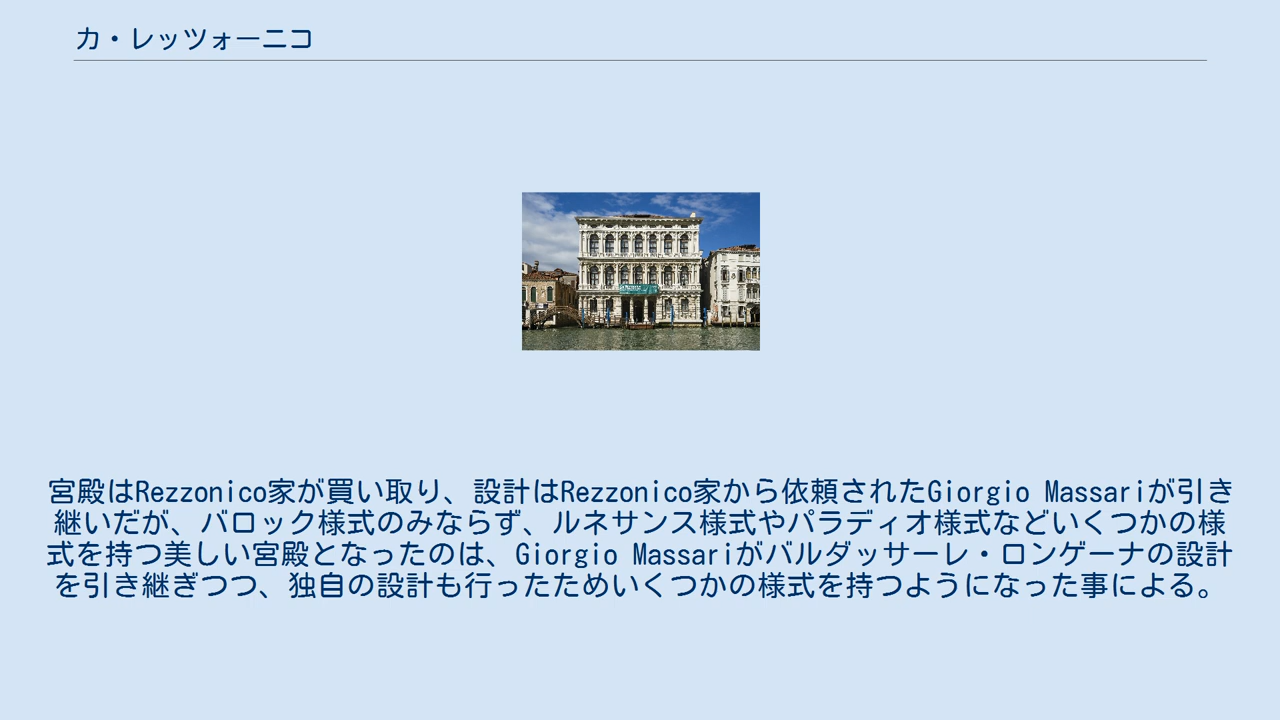 カ・レッツォーニコ
宮殿はRezzonico家が買い取り、設計はRezzonico家から依頼されたGiorgio Massariが引き
継いだが、バロック様式のみならず、ルネサンス様式やパラディオ様式などいくつかの様
式を持つ美しい宮殿となったのは、Giorgio Massariがバルダッサーレ・ロンゲーナの設計
を引き継ぎつつ、独自の設計も行ったためいくつかの様式を持つようになった事による。